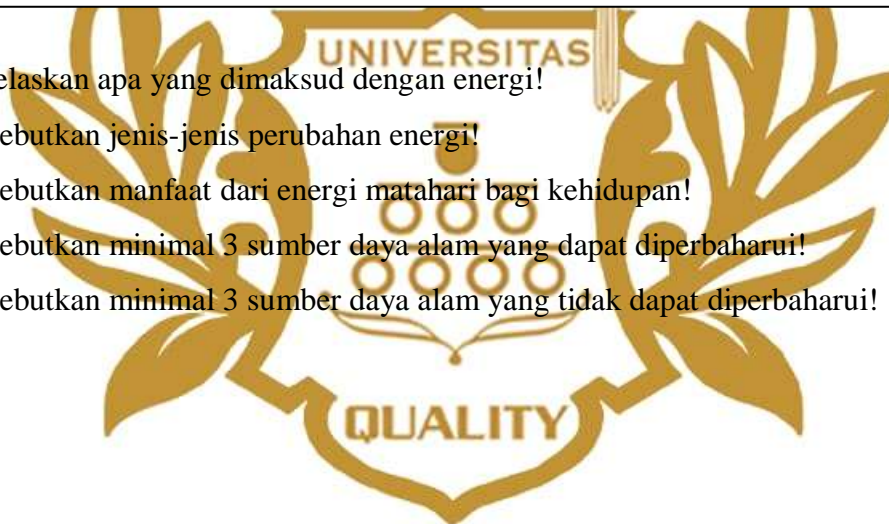 UNIVERSITAS
elaskan apa yang dimaksud dengan energi!
ebutkan jenis-jenis perubahan energi!
ebutkan manfaat dari energi matahari bagi kehidupan!
ebutkan minimal 3 sumber daya alam yang dapat diperbaharui!
ebutkan minimal 3 sumber daya alam yang tidak dapat diperbaharui!
QUALITY